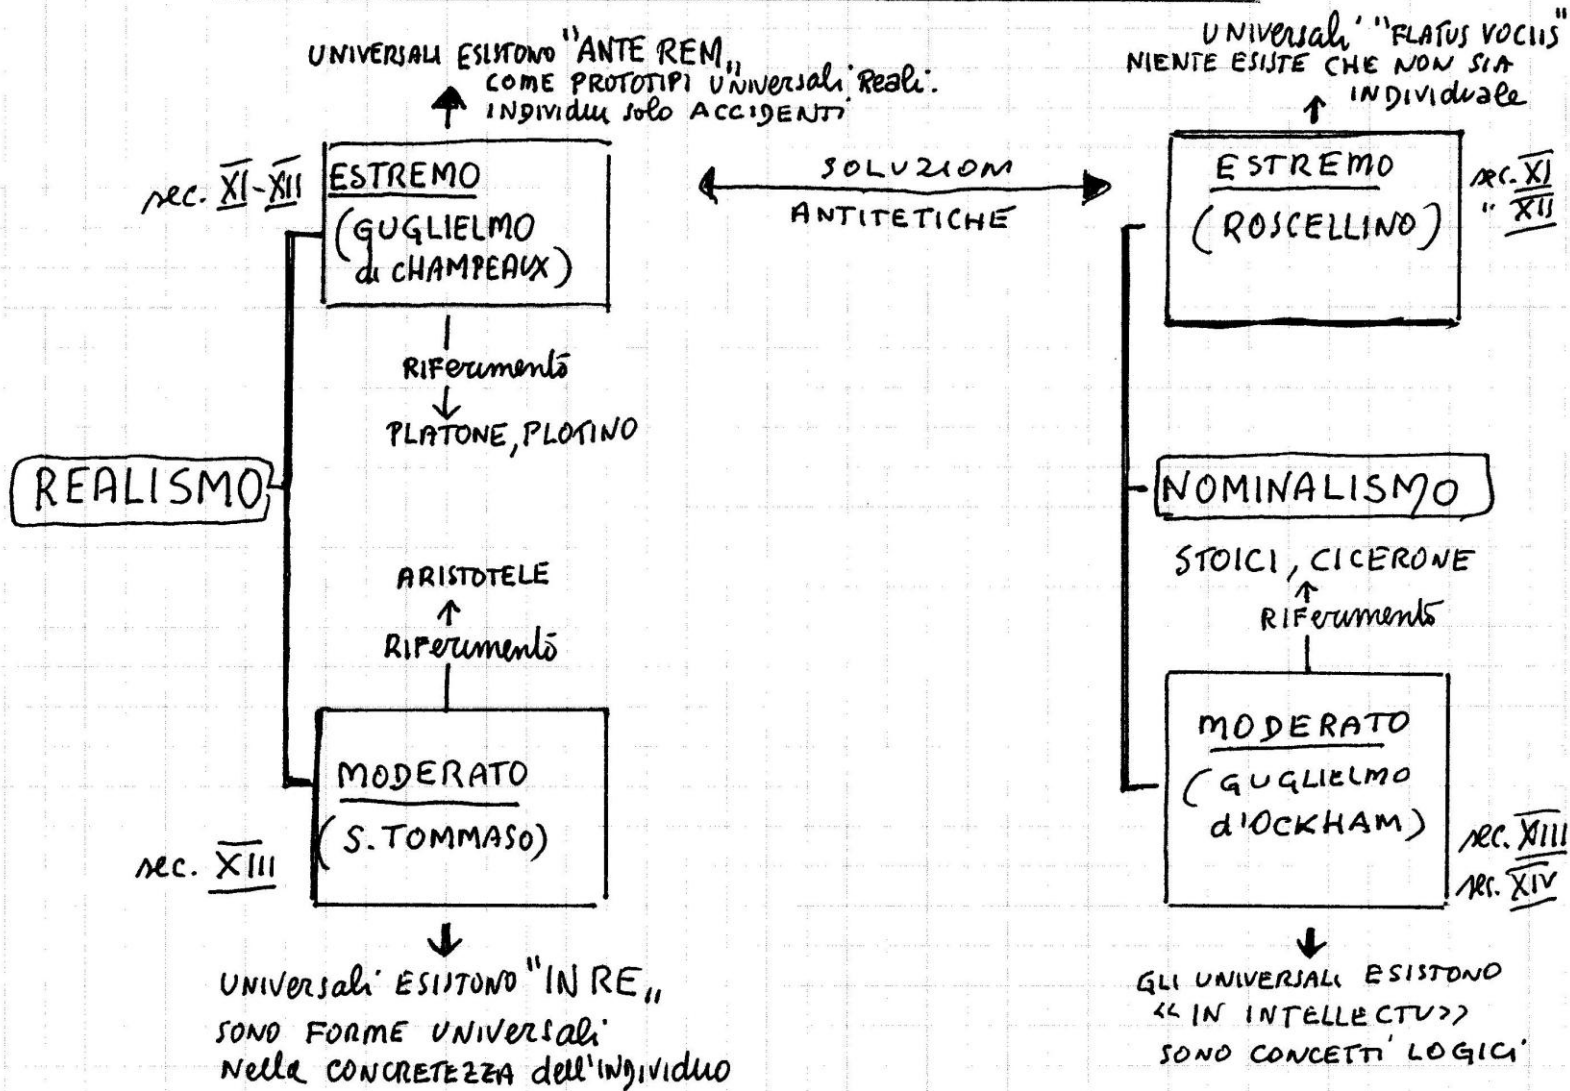 UNIVERSALI ESISTONO "ANTE REM"
COME PROTOTIPI UNIVERSALI REALI:
INDIVIDUI SOLO ACCIDENTI
sec. XI-XII
ESTREMO
(GUGLIELMO
di CHAMPEAUX)
Riferimento
PLATONE, PLOTINO
SOLUZIONI
ANTITETICHE
UNIVERSALI "FLATUS VOCIIS"
NIENTE ESISTE CHE NON SIA
INDIVIDUALE
ESTREMO
(ROSCELLINO)
sec. XI
" XII
REALISMO
NOMINALISMO
ARISTOTELE
Riferimento
MODERATO
(S. TOMMASO)
sec. XIII
UNIVERSALI ESISTONO "IN RE"
SONO FORME UNIVERSALI
Nella CONCRETEZZA dell'INDIVIDUO
STOICI, CICERONE
Riferimento
MODERATO
(GUGLIELMO
d'OCKHAM)
sec. XIII
sec. XIV
GLI UNIVERSALI ESISTONO
<< IN INTELLECTU >>
SONO CONCETTI LOGICI